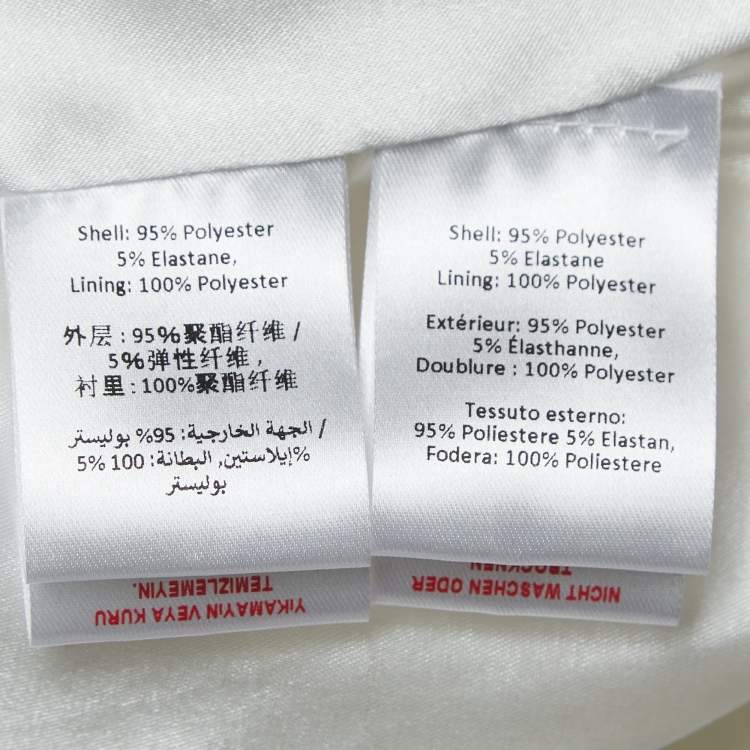 Shell: 95% Polyester
5% Elastane,
Lining: 100% Polyester
外层 : 95%聚酯纤维 /
5%弹性纤维 ,
衬里 : 100%聚酯纤维
/ الجهة الخارجية: 95% بوليستر
%إيلاستين, البطانة: 100 5%
بوليستر
YIKAMAYIN VEYA KURU
TEMIZLEMEYIN.
Shell: 95% Polyester
5% Elastane
Lining: 100% Polyester
Extérieur: 95% Polyester
5% Élasthanne,
Doublure : 100% Polyester
Tessuto esterno:
95% Poliestere 5% Elastan,
Fodera: 100% Poliestere
NICHT WASCHEN ODER
TROCKNEN